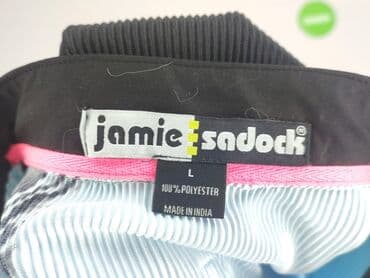 jamie sadock®
L
100% POLYESTER
MADE IN INDIA